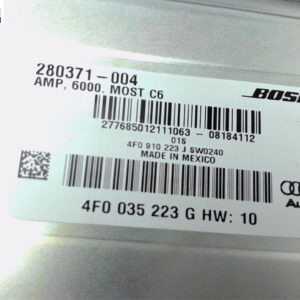 280371-004
BOSE
AMP, 6000, MOST C6
277685012111063 - 08184112
01S
4F0 910 223 J SW0240
MADE IN MEXICO
4F0 035 223 G HW: 10